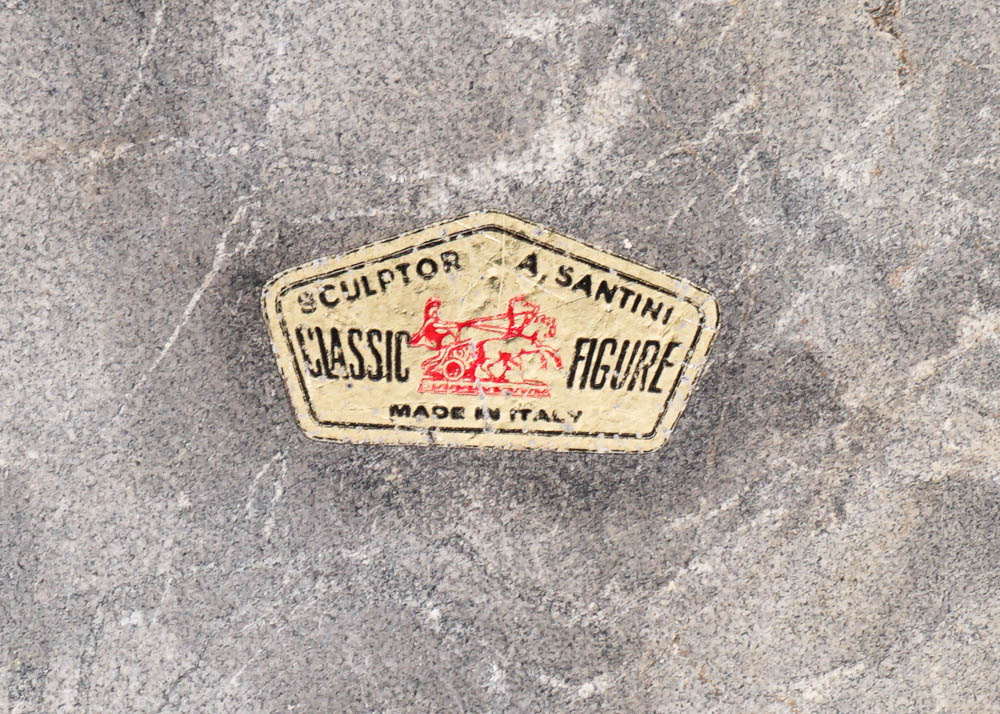 SCULPTOR A. SANTINI
CLASSIC FIGURE
MADE IN ITALY